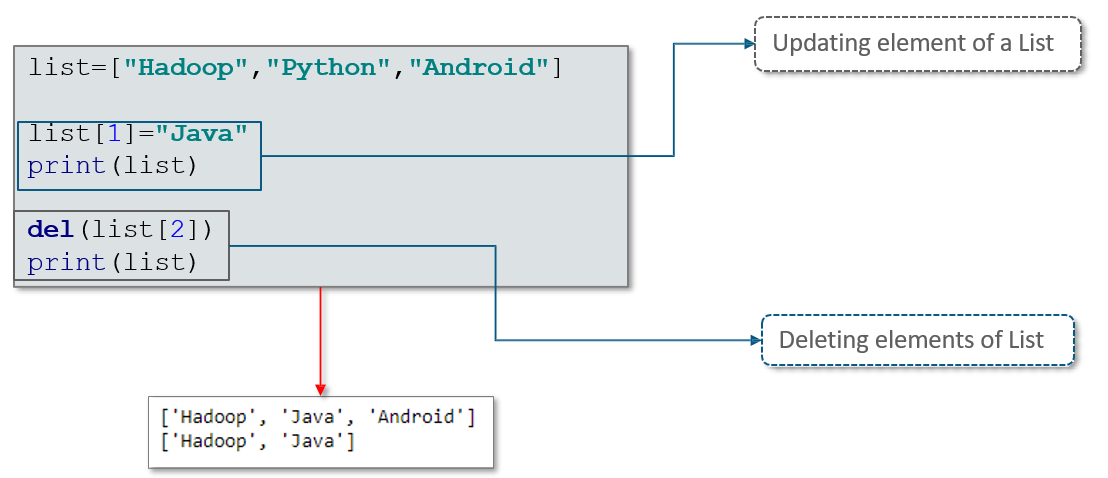 Updating element of a List
list=["Hadoop","Python","Android"]
list[1]="Java"
print(list)
del(list[2])
print(list)
Deleting elements of List
['Hadoop', 'Java', 'Android']
['Hadoop', 'Java']